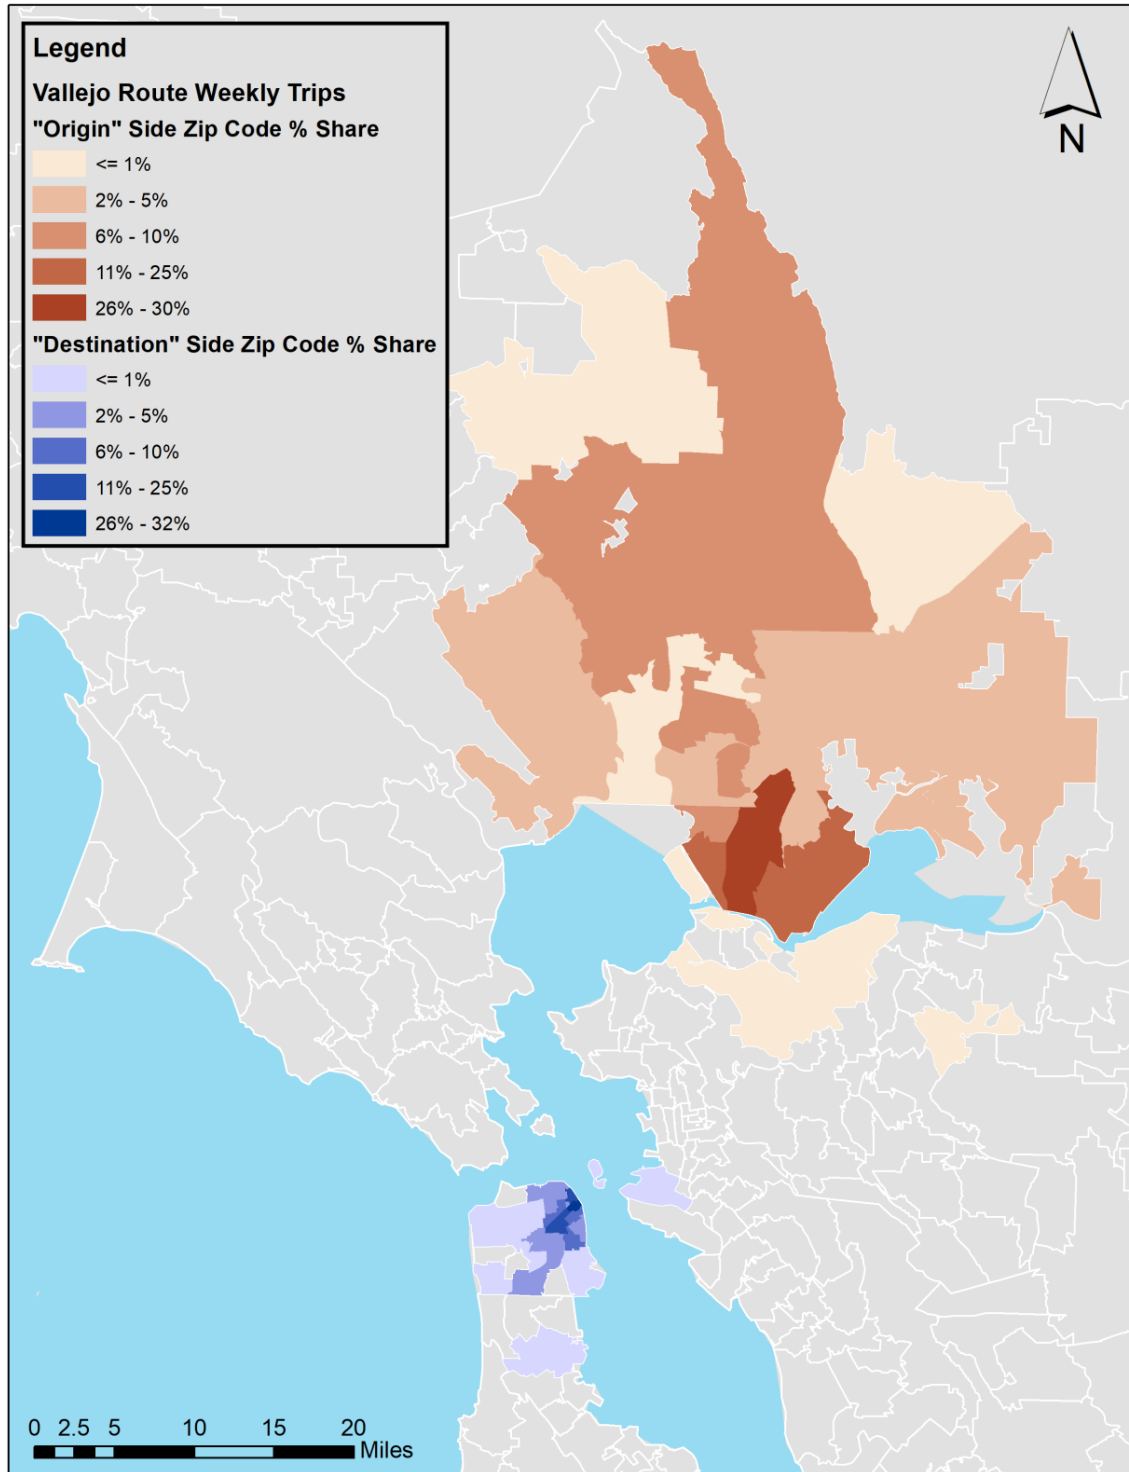 Legend
Vallejo Route Weekly Trips
"Origin" Side Zip Code % Share
<= 1%
2% - 5%
6% - 10%
11% - 25%
26% - 30%
"Destination" Side Zip Code % Share
<= 1%
2% - 5%
6% - 10%
11% - 25%
26% - 32%
N
0 2.5 5 10 15 20
Miles